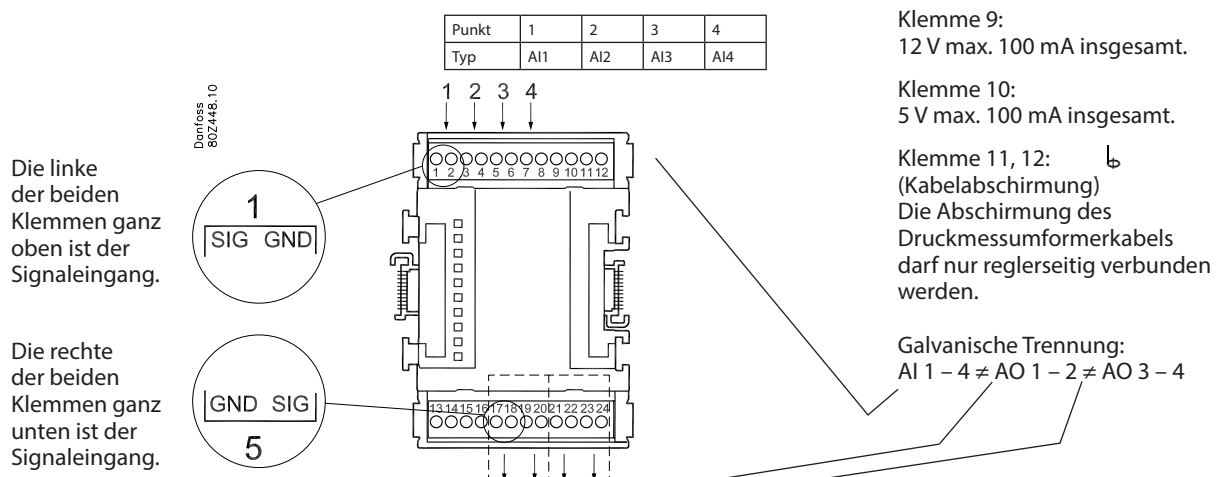 Punkt 1 2 3 4
Typ AI1 AI2 AI3 AI4
1 2 3 4
Danfoss
80Z448.10
Die linke
der beiden
Klemmen ganz
oben ist der
Signaleingang.
1
SIG GND
1 2 3 4 5 6 7 8 9 10 11 12
Die rechte
der beiden
Klemmen ganz
unten ist der
Signaleingang.
GND SIG
5
13 14 15 16 17 18 19 20 21 22 23 24
Klemme 9:
12 V max. 100 mA insgesamt.
Klemme 10:
5 V max. 100 mA insgesamt.
Klemme 11, 12:
(Kabelabschirmung)
Die Abschirmung des
Druckmessumformerkabels
darf nur reglerseitig verbunden
werden.
Galvanische Trennung:
AI 1 – 4 ≠ AO 1 – 2 ≠ AO 3 – 4